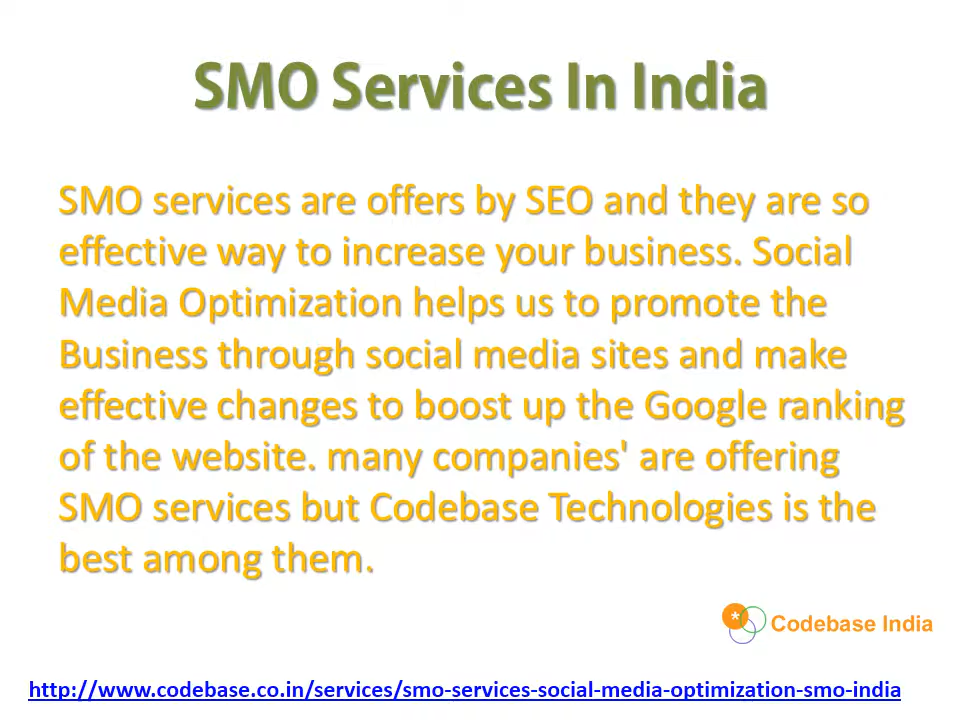 SMO Services In India
SMO services are offers by SEO and they are so
effective way to increase your business. Social
Media Optimization helps us to promote the
Business through social media sites and make
effective changes to boost up the Google ranking
of the website. many companies' are offering
SMO services but Codebase Technologies is the
best among them.
* Codebase India
http://www.codebase.co.in/services/smo-services-social-media-optimization-smo-india